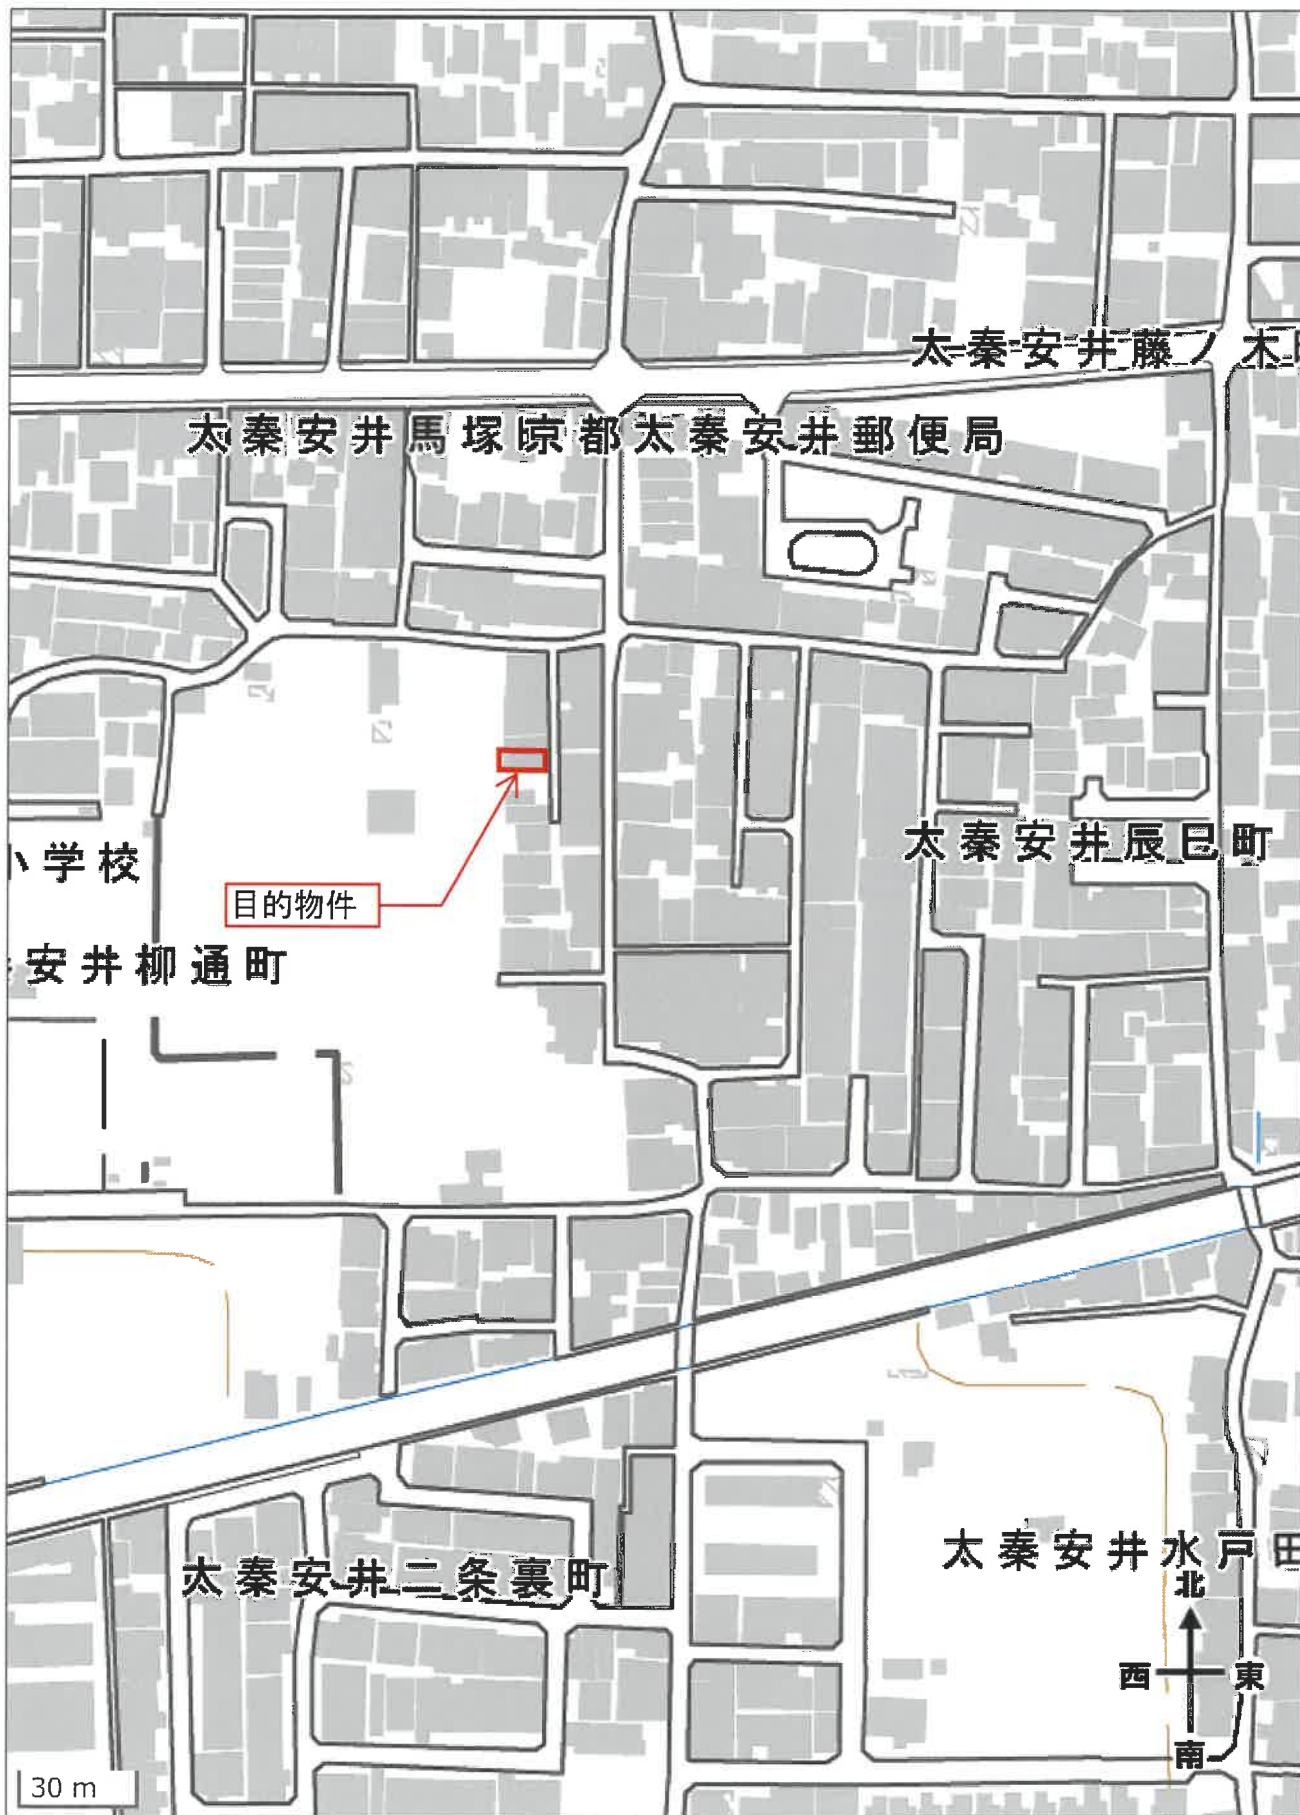 太秦安井藤ノ木
太秦安井馬塚
京都太秦安井郵便局
太秦安井辰巳町
小学校
目的物件
安井柳通町
太秦安井二条裏町
太秦安井水戸田
北
西
東
南
30 m